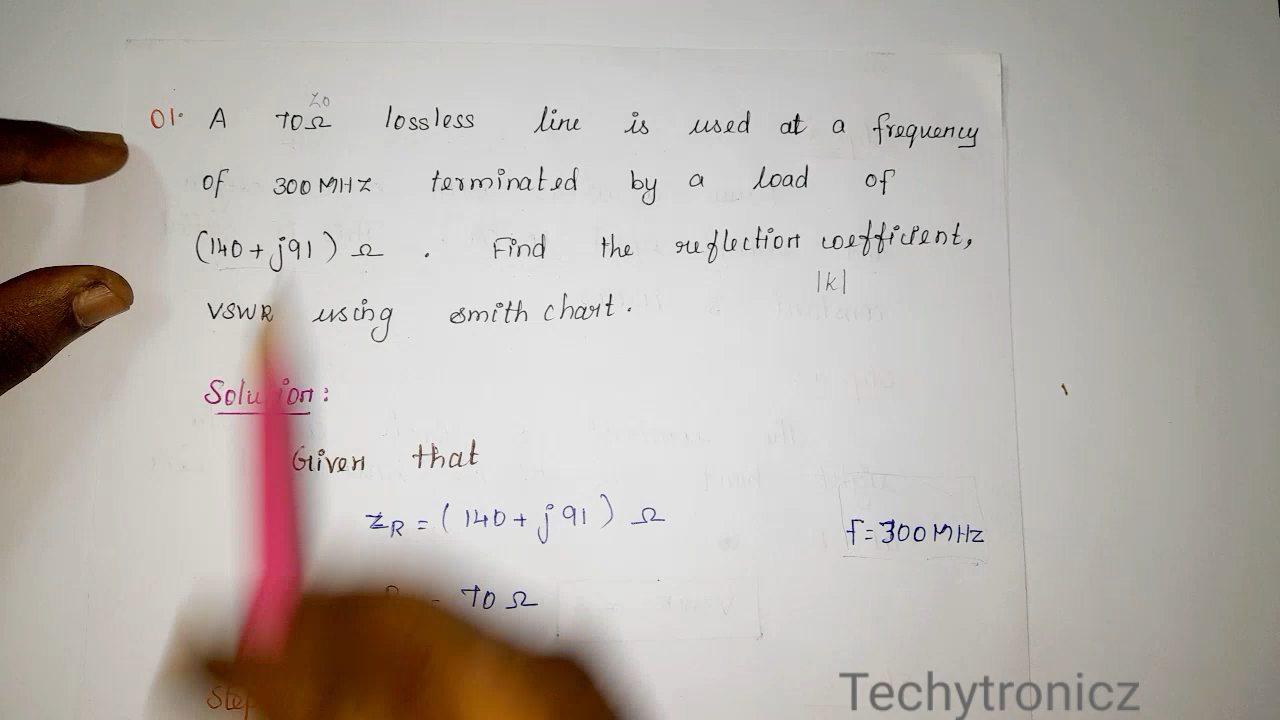 Z0
01. A 70Ω lossless line is used at a frequency
of 300 MHZ terminated by a load of
(140 + j91) Ω . Find the reflection coefficient,
|k|
VSWR using smith chart.
Solution:
Given that
ZR = ( 140 + j91 ) Ω
f = 300 MHZ
70 Ω
Step
Techytronicz